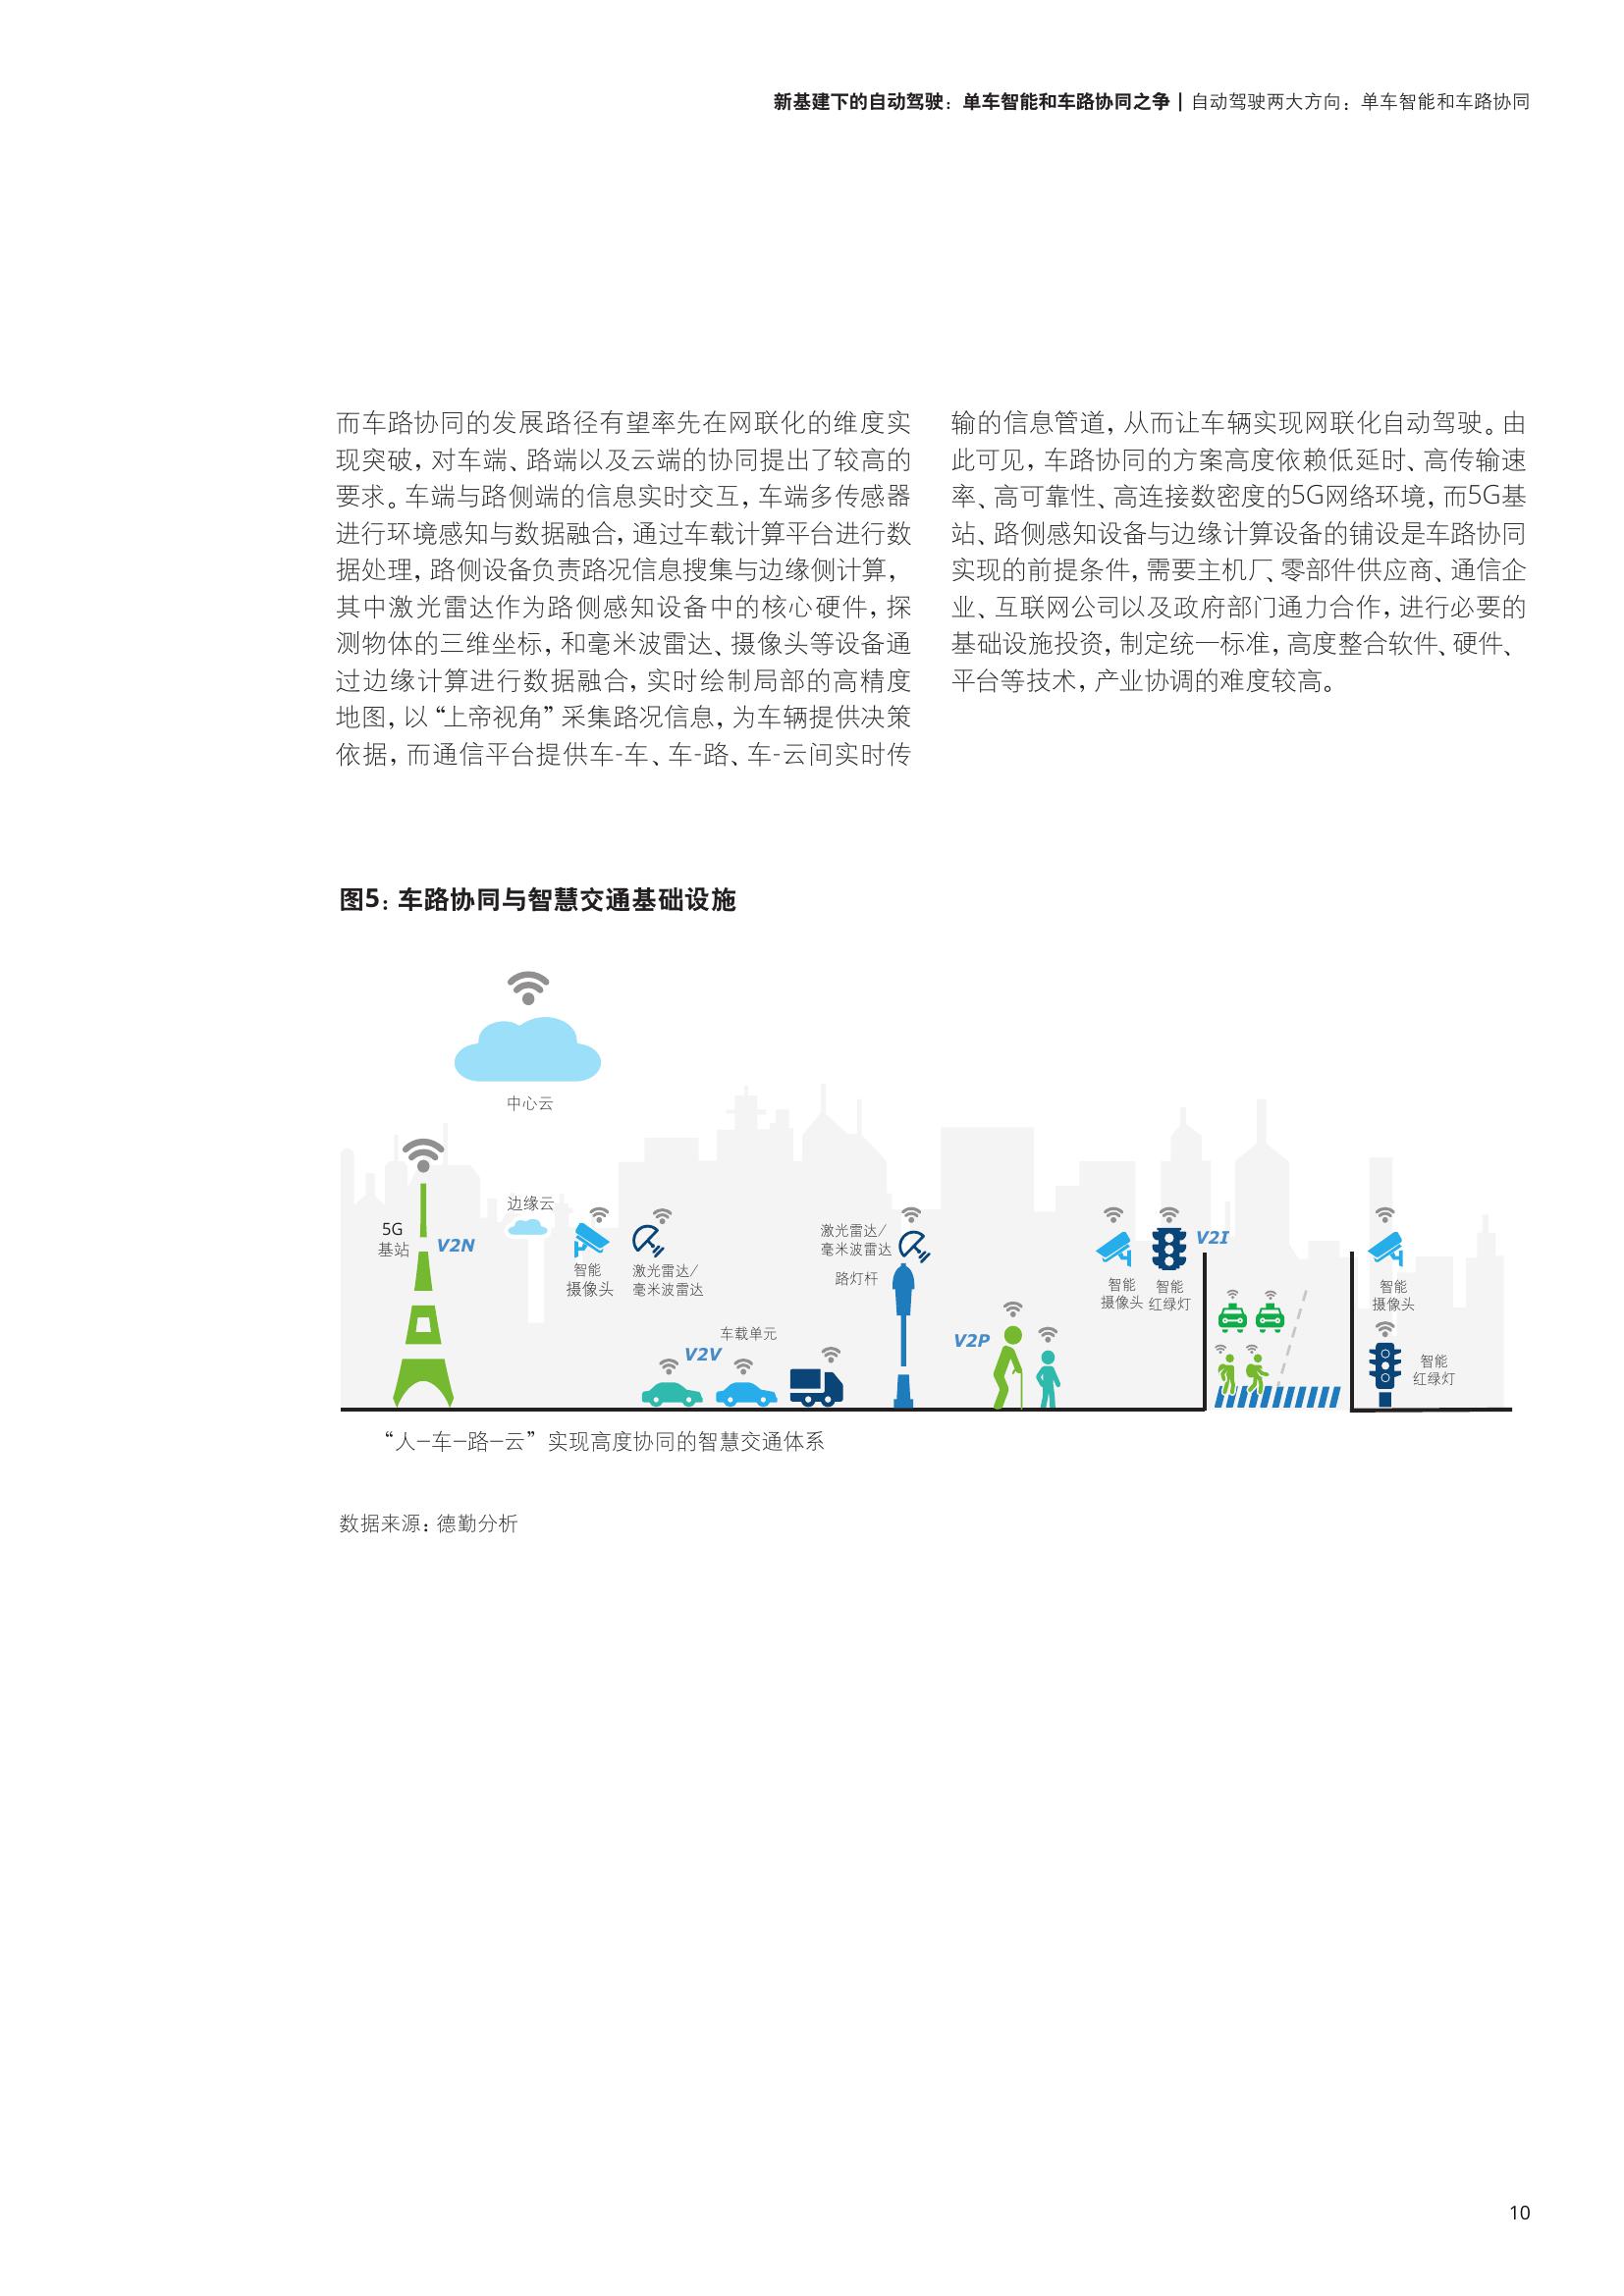 新基建下的自动驾驶：单车智能和车路协同之争 | 自动驾驶两大方向：单车智能和车路协同
而车路协同的发展路径有望率先在网联化的维度实
现突破，对车端、路端以及云端的协同提出了较高的
要求。车端与路侧端的信息实时交互，车端多传感器
进行环境感知与数据融合，通过车载计算平台进行数
据处理，路侧设备负责路况信息搜集与边缘侧计算，
其中激光雷达作为路侧感知设备中的核心硬件，探
测物体的三维坐标，和毫米波雷达、摄像头等设备通
过边缘计算进行数据融合，实时绘制局部的高精度
地图，以“上帝视角”采集路况信息，为车辆提供决策
依据，而通信平台提供车-车、车-路、车-云间实时传
输的信息管道，从而让车辆实现网联化自动驾驶。由
此可见，车路协同的方案高度依赖低延时、高传输速
率、高可靠性、高连接数密度的5G网络环境，而5G基
站、路侧感知设备与边缘计算设备的铺设是车路协同
实现的前提条件，需要主机厂、零部件供应商、通信企
业、互联网公司以及政府部门通力合作，进行必要的
基础设施投资，制定统一标准，高度整合软件、硬件、
平台等技术，产业协调的难度较高。
图5：车路协同与智慧交通基础设施
中心云
5G
基站
V2N
边缘云
智能
摄像头
激光雷达/
毫米波雷达
车载单元
V2V
激光雷达/
毫米波雷达
路灯杆
V2P
智能
摄像头
智能
红绿灯
V2I
智能
摄像头
智能
红绿灯
“人—车—路—云”实现高度协同的智慧交通体系
数据来源：德勤分析
10